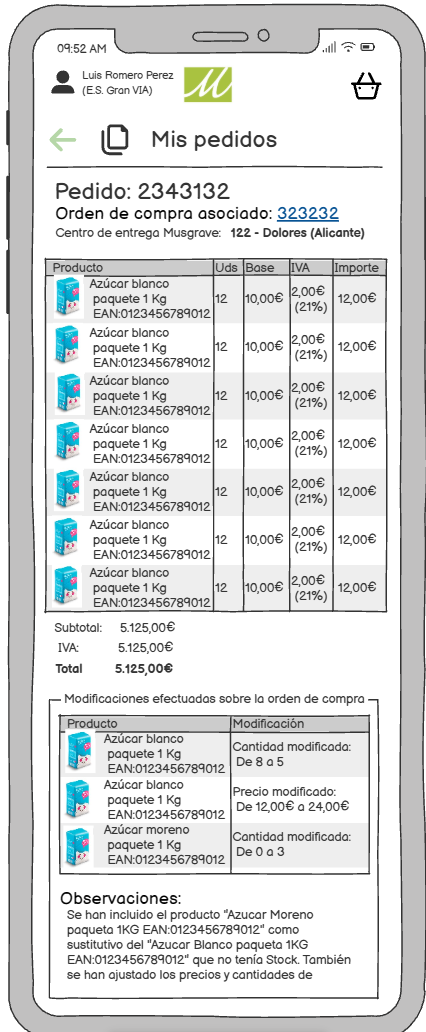 09:52 AM
Luis Romero Perez
(E.S. Gran VIA)
M
Mis pedidos
Pedido: 2343132
Orden de compra asociado: 323232
Centro de entrega Musgrave: 122 - Dolores (Alicante)
Producto Uds Base IVA Importe
Azúcar blanco
paquete 1 Kg
EAN:0123456789012
12 10,00€ 2,00€ (21%) 12,00€
Azúcar blanco
paquete 1 Kg
EAN:0123456789012
12 10,00€ 2,00€ (21%) 12,00€
Azúcar blanco
paquete 1 Kg
EAN:0123456789012
12 10,00€ 2,00€ (21%) 12,00€
Azúcar blanco
paquete 1 Kg
EAN:0123456789012
12 10,00€ 2,00€ (21%) 12,00€
Azúcar blanco
paquete 1 Kg
EAN:0123456789012
12 10,00€ 2,00€ (21%) 12,00€
Azúcar blanco
paquete 1 Kg
EAN:0123456789012
12 10,00€ 2,00€ (21%) 12,00€
Azúcar blanco
paquete 1 Kg
EAN:0123456789012
12 10,00€ 2,00€ (21%) 12,00€
Subtotal: 5.125,00€
IVA: 5.125,00€
Total 5.125,00€
Modificaciones efectuadas sobre la orden de compra
Producto Modificación
Azúcar blanco
paquete 1 Kg
EAN:0123456789012
Cantidad modificada:
De 8 a 5
Azúcar blanco
paquete 1 Kg
EAN:0123456789012
Precio modificado:
De 12,00€ a 24,00€
Azúcar moreno
paquete 1 Kg
EAN:0123456789012
Cantidad modificada:
De 0 a 3
Observaciones:
Se han incluido el producto "Azucar Moreno
paquete 1KG EAN:0123456789012" como
sustitutivo del "Azucar Blanco paquete 1KG
EAN:0123456789012" que no tenía Stock. También
se han ajustado los precios y cantidades de